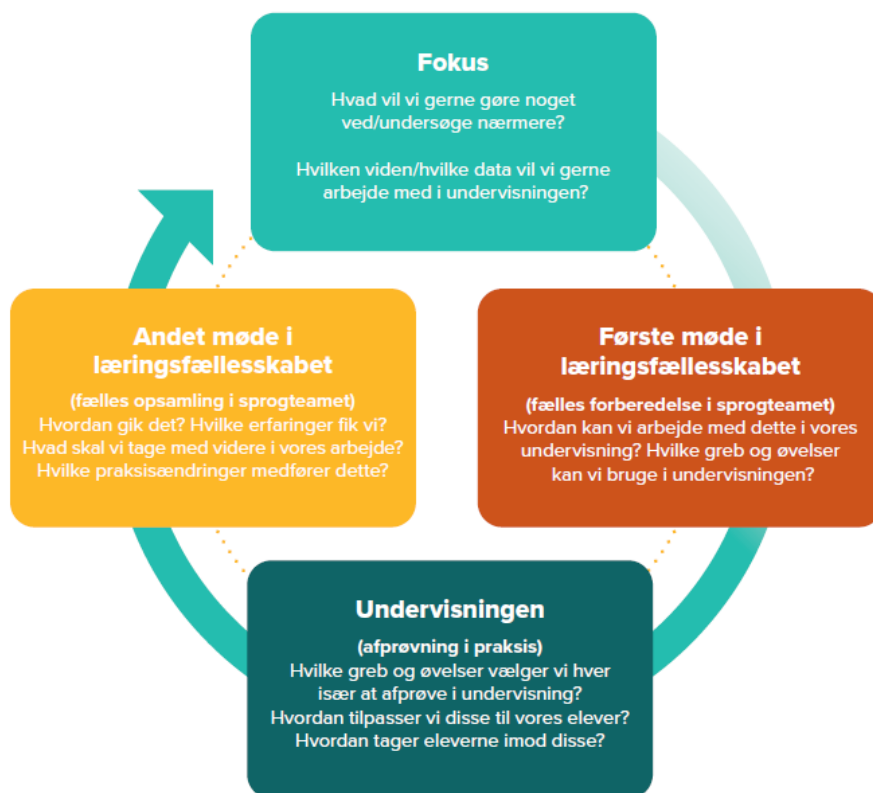 Fokus
Hvad vil vi gerne gøre noget
ved/undersøge nærmere?
Hvilken viden/hvilke data vil vi gerne
arbejde med i undervisningen?
Første møde i
læringsfællesskabet
(fælles forberedelse i sprogteamet)
Hvordan kan vi arbejde med dette i vores
undervisning? Hvilke greb og øvelser
kan vi bruge i undervisningen?
Undervisningen
(afprøvning i praksis)
Hvilke greb og øvelser vælger vi hver
især at afprøve i undervisning?
Hvordan tilpasser vi disse til vores elever?
Hvordan tager eleverne imod disse?
Andet møde i
læringsfællesskabet
(fælles opsamling i sprogteamet)
Hvordan gik det? Hvilke erfaringer fik vi?
Hvad skal vi tage med videre i vores arbejde?
Hvilke praksisændringer medfører dette?